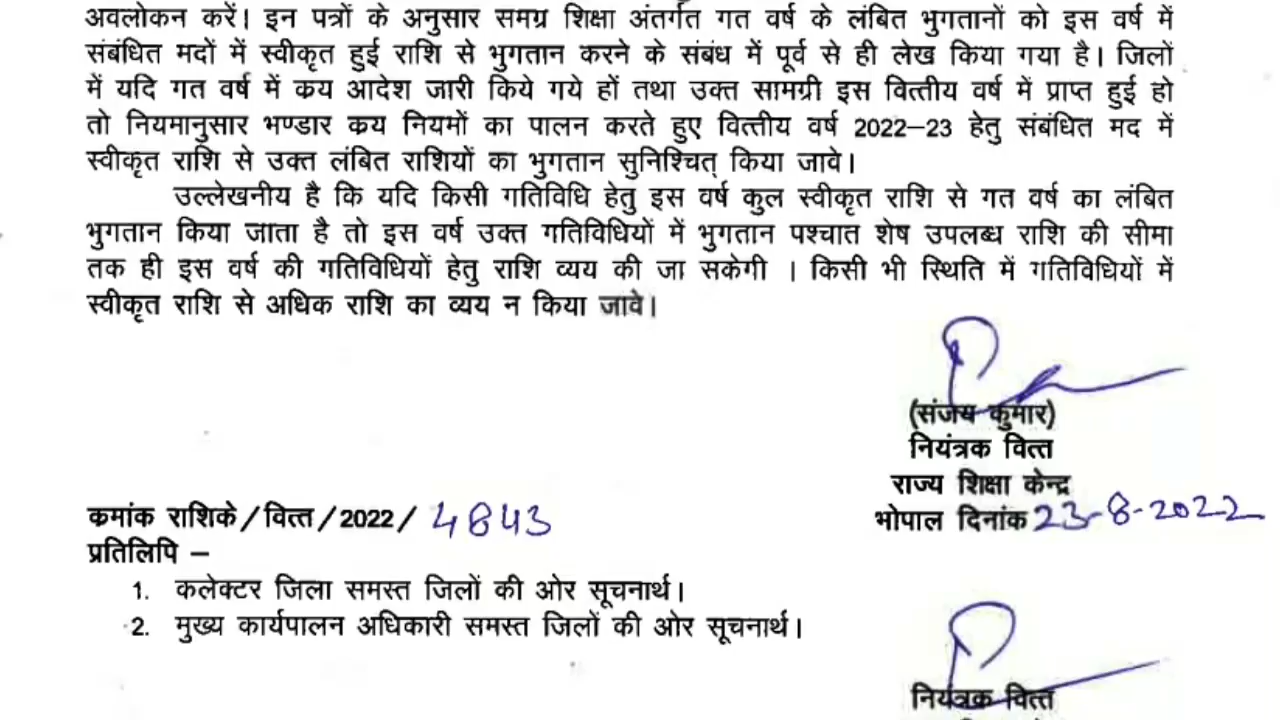 अवलोकन करें। इन पत्रों के अनुसार समग्र शिक्षा अंतर्गत गत वर्ष के लंबित भुगतानों को इस वर्ष में
संबंधित मदों में स्वीकृत हुई राशि से भुगतान करने के संबंध में पूर्व से ही लेख किया गया है। जिलों
में यदि गत वर्ष में कय आदेश जारी किये गये हों तथा उक्त सामग्री इस वित्तीय वर्ष में प्राप्त हुई हो
तो नियमानुसार भण्डार कय नियमों का पालन करते हुए वित्तीय वर्ष 2022–23 हेतु संबंधित मद में
स्वीकृत राशि से उक्त लंबित राशियों का भुगतान सुनिश्चित् किया जावे।
उल्लेखनीय है कि यदि किसी गतिविधि हेतु इस वर्ष कुल स्वीकृत राशि से गत वर्ष का लंबित
भुगतान किया जाता है तो इस वर्ष उक्त गतिविधियों में भुगतान पश्चात शेष उपलब्ध राशि की सीमा
तक ही इस वर्ष की गतिविधियों हेतु राशि व्यय की जा सकेगी । किसी भी स्थिति में गतिविधियों में
स्वीकृत राशि से अधिक राशि का व्यय न किया जावे।
(संजय कुमार)
नियंत्रक वित्त
राज्य शिक्षा केन्द्र
भोपाल दिनांक 23-8-2022
कमांक राशिके/वित्त/2022/ 4843
प्रतिलिपि –
1. कलेक्टर जिला समस्त जिलों की ओर सूचनार्थ।
2. मुख्य कार्यपालन अधिकारी समस्त जिलों की ओर सूचनार्थ।
नियंत्रक वित्त